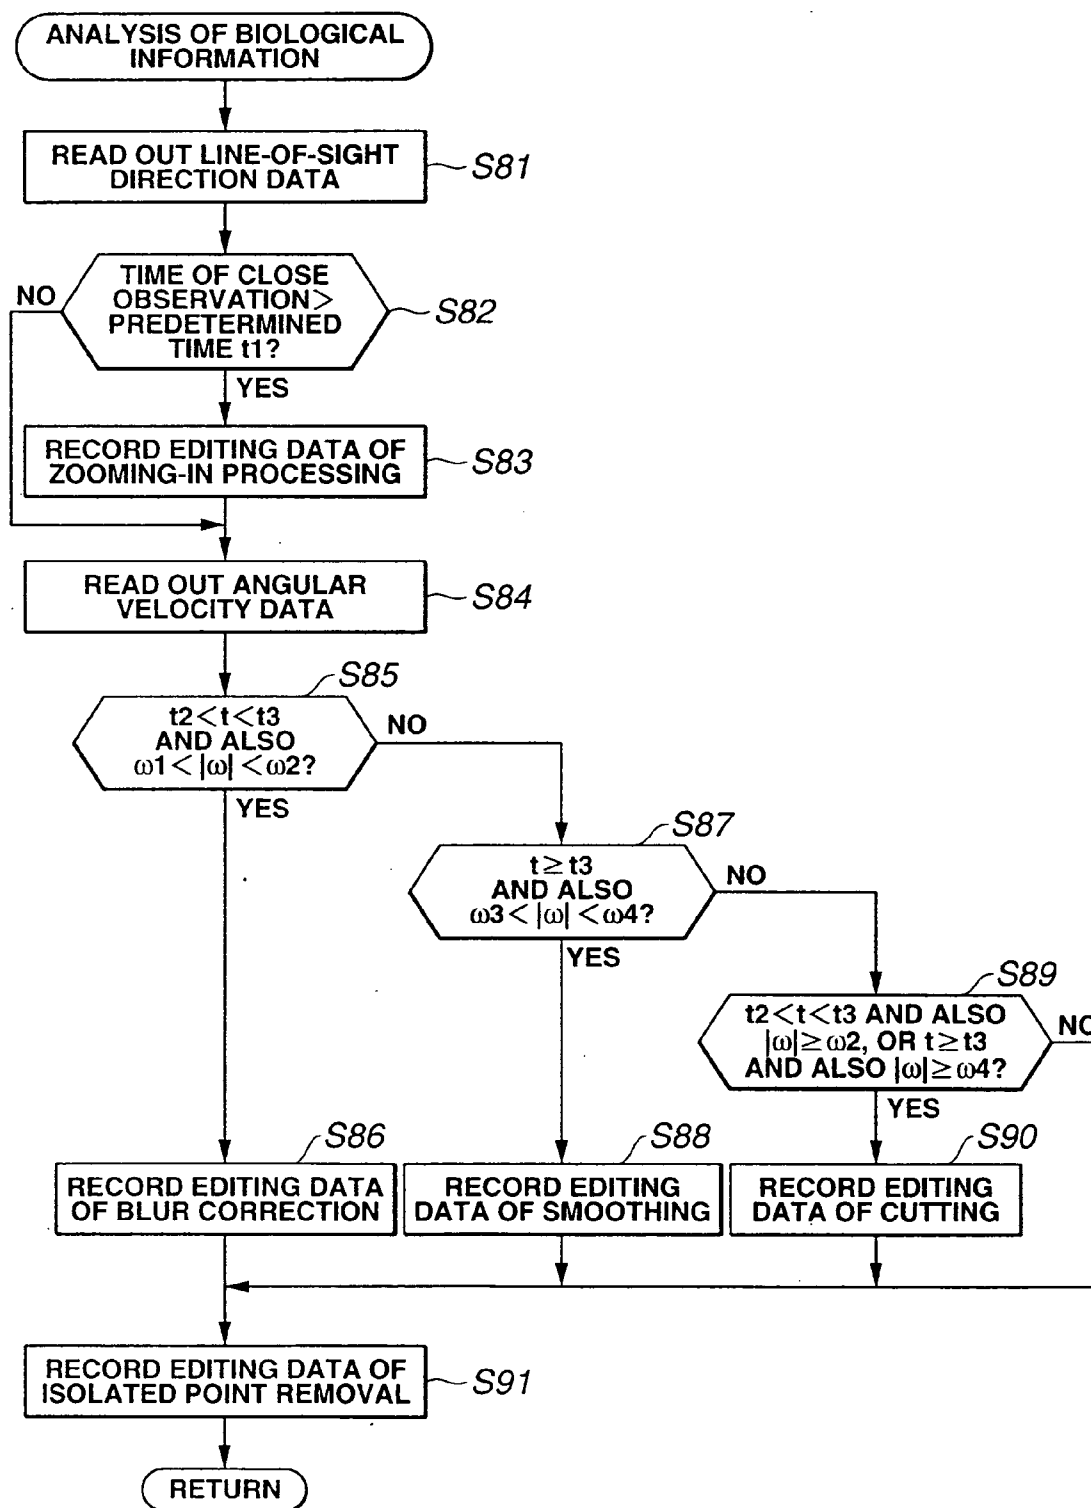 ANALYSIS OF BIOLOGICAL
INFORMATION
READ OUT LINE-OF-SIGHT
DIRECTION DATA
S81
TIME OF CLOSE
OBSERVATION>
PREDETERMINED
TIME t1?
S82
NO
YES
RECORD EDITING DATA OF
ZOOMING-IN PROCESSING
S83
READ OUT ANGULAR
VELOCITY DATA
S84
S85
t2<t<t3
AND ALSO
ω1<|ω|<ω2?
NO
YES
S87
t≥t3
AND ALSO
ω3<|ω|<ω4?
NO
YES
S89
t2<t<t3 AND ALSO
|ω|≥ω2, OR t≥t3
AND ALSO |ω|≥ω4?
NO
YES
S86
RECORD EDITING DATA
OF BLUR CORRECTION
S88
RECORD EDITING
DATA OF SMOOTHING
S90
RECORD EDITING
DATA OF CUTTING
RECORD EDITING DATA OF
ISOLATED POINT REMOVAL
S91
RETURN